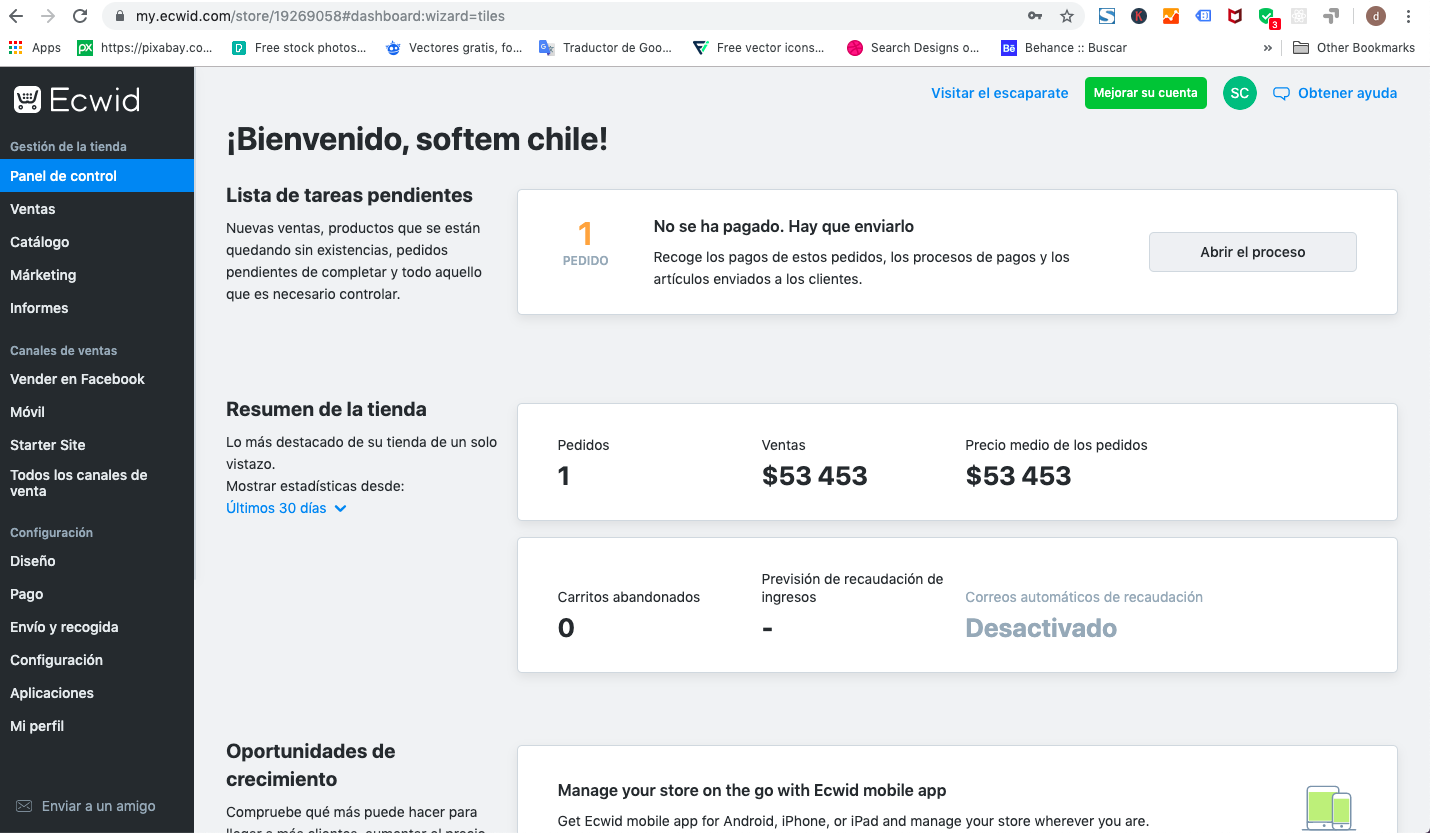 my.ecwid.com/store/19269058#dashboard:wizard=tiles
3
d
Apps
https://pixabay.co...
Free stock photos...
Vectores gratis, fo...
Traductor de Goo...
Free vector icons...
Search Designs o...
Bē
Behance :: Buscar
»
Other Bookmarks
Ecwid
Visitar el escaparate
Mejorar su cuenta
SC
Obtener ayuda
Gestión de la tienda
Panel de control
Ventas
Catálogo
Márketing
Informes
Canales de ventas
Vender en Facebook
Móvil
Starter Site
Todos los canales de
venta
Configuración
Diseño
Pago
Envío y recogida
Configuración
Aplicaciones
Mi perfil
Enviar a un amigo
¡Bienvenido, softem chile!
Lista de tareas pendientes
Nuevas ventas, productos que se están
quedando sin existencias, pedidos
pendientes de completar y todo aquello
que es necesario controlar.
1
PEDIDO
No se ha pagado. Hay que enviarlo
Recoge los pagos de estos pedidos, los procesos de pagos y los
artículos enviados a los clientes.
Abrir el proceso
Resumen de la tienda
Lo más destacado de su tienda de un solo
vistazo.
Mostrar estadísticas desde:
Últimos 30 días
Pedidos
1
Ventas
$53 453
Precio medio de los pedidos
$53 453
Carritos abandonados
0
Previsión de recaudación de
ingresos
-
Correos automáticos de recaudación
Desactivado
Oportunidades de
crecimiento
Compruebe qué más puede hacer para
llegar a más clientes, aumentar el precio
Manage your store on the go with Ecwid mobile app
Get Ecwid mobile app for Android, iPhone, or iPad and manage your store wherever you are.